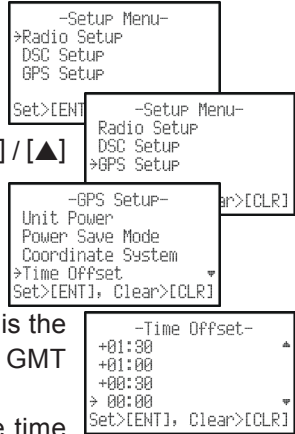 -Setup Menu-
→Radio Setup
DSC Setup
GPS Setup
Set>[ENT
-Setup Menu-
Radio Setup
DSC Setup
→GPS Setup
r>[CLR]
] / [▲]
-GPS Setup-
Unit Power
Power Save Mode
Coordinate System
→Time Offset ▼
Set>[ENT], Clear>[CLR]
is the
GMT
-Time Offset-
+01:30 ▲
+01:00
+00:30
→ 00:00 ▼
Set>[ENT], Clear>[CLR]
time